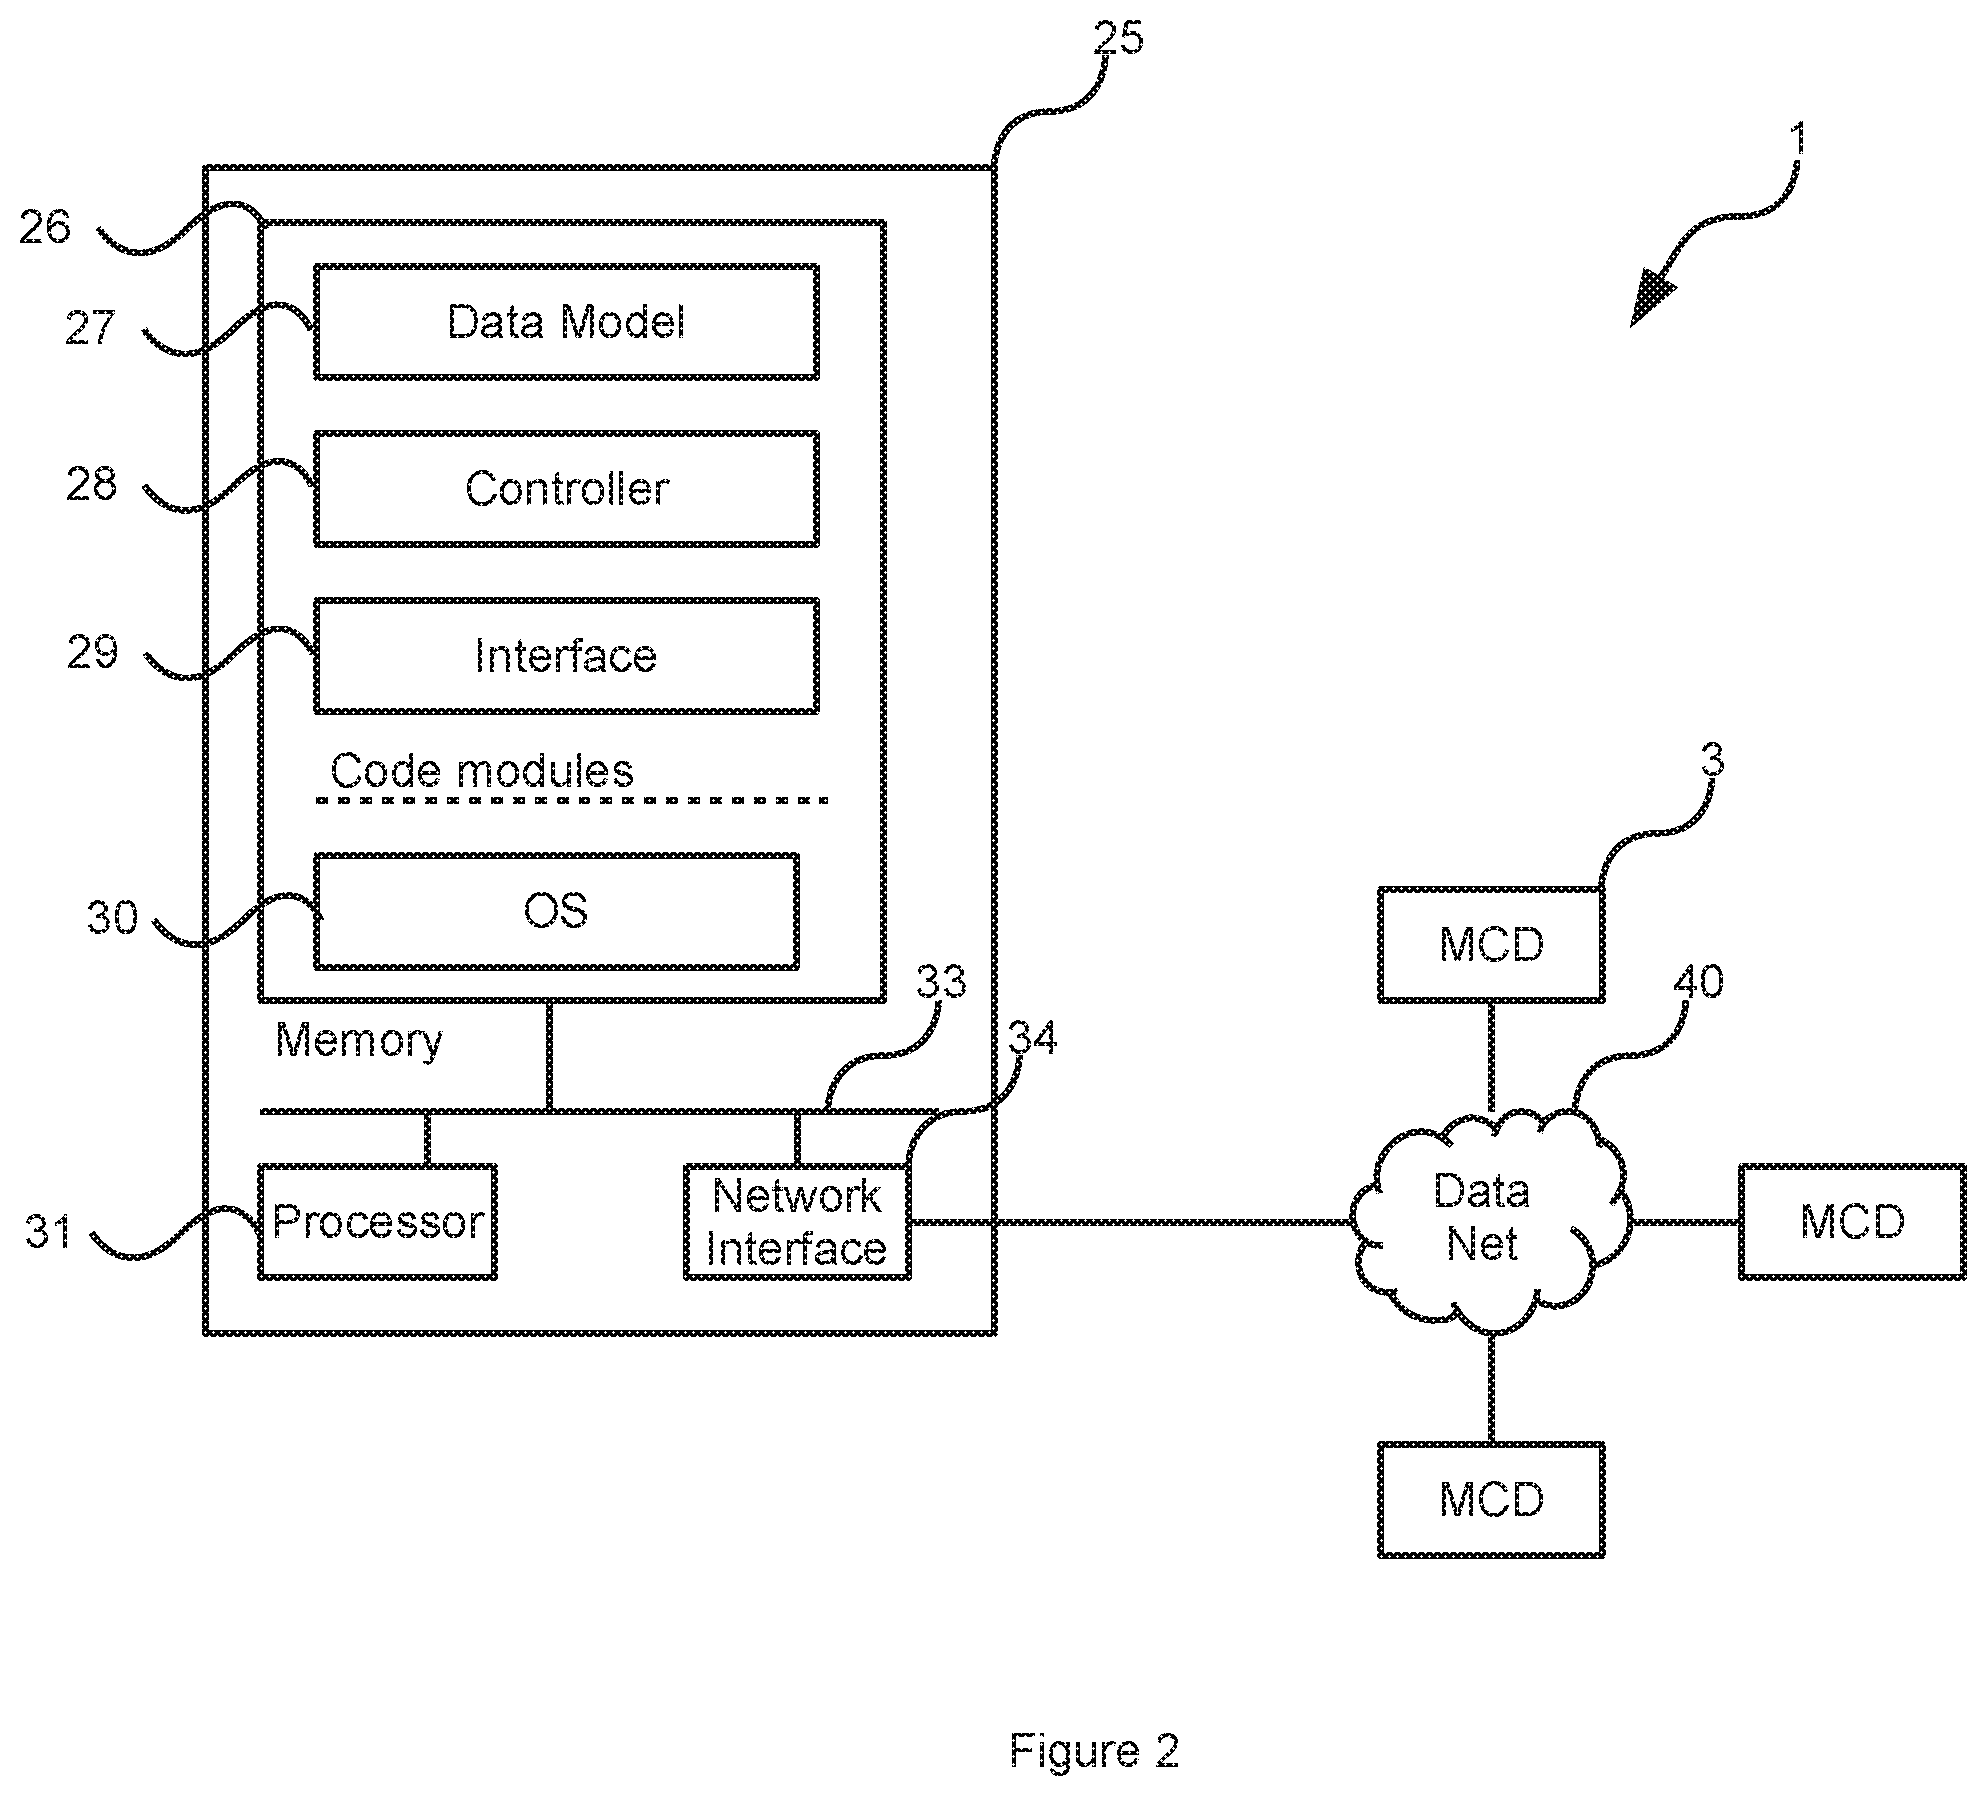 25
1
26
Data Model
27
Controller
28
Interface
29
Code modules
3
OS
30
MCD
33
40
Memory
34
Processor
31
Network
Interface
Data
Net
MCD
MCD
Figure 2